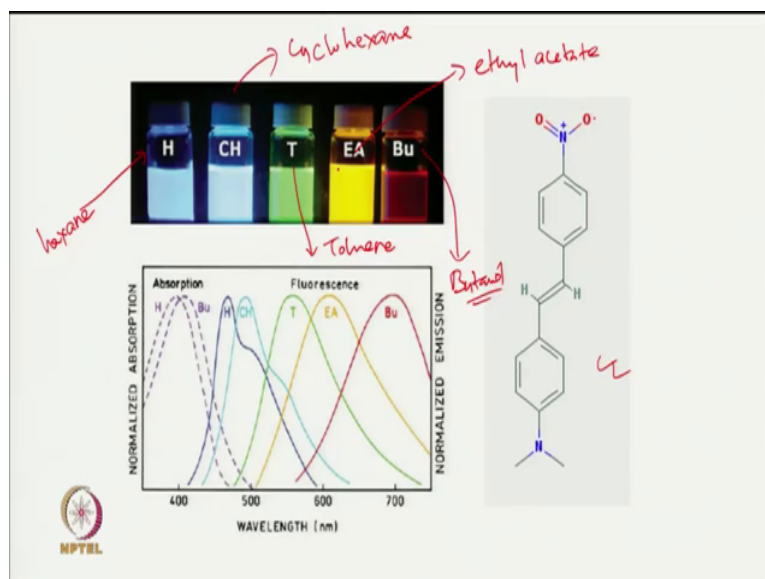 Cyclohexane
ethyl acetate
H CH T EA Bu
hexane
Toluene
Butanol
Absorption Fluorescence
H Bu H CH T EA Bu
NORMALIZED ABSORPTION
NORMALIZED EMISSION
400 500 600 700
WAVELENGTH (nm)
O N+ O-
H
H
N
NPTEL